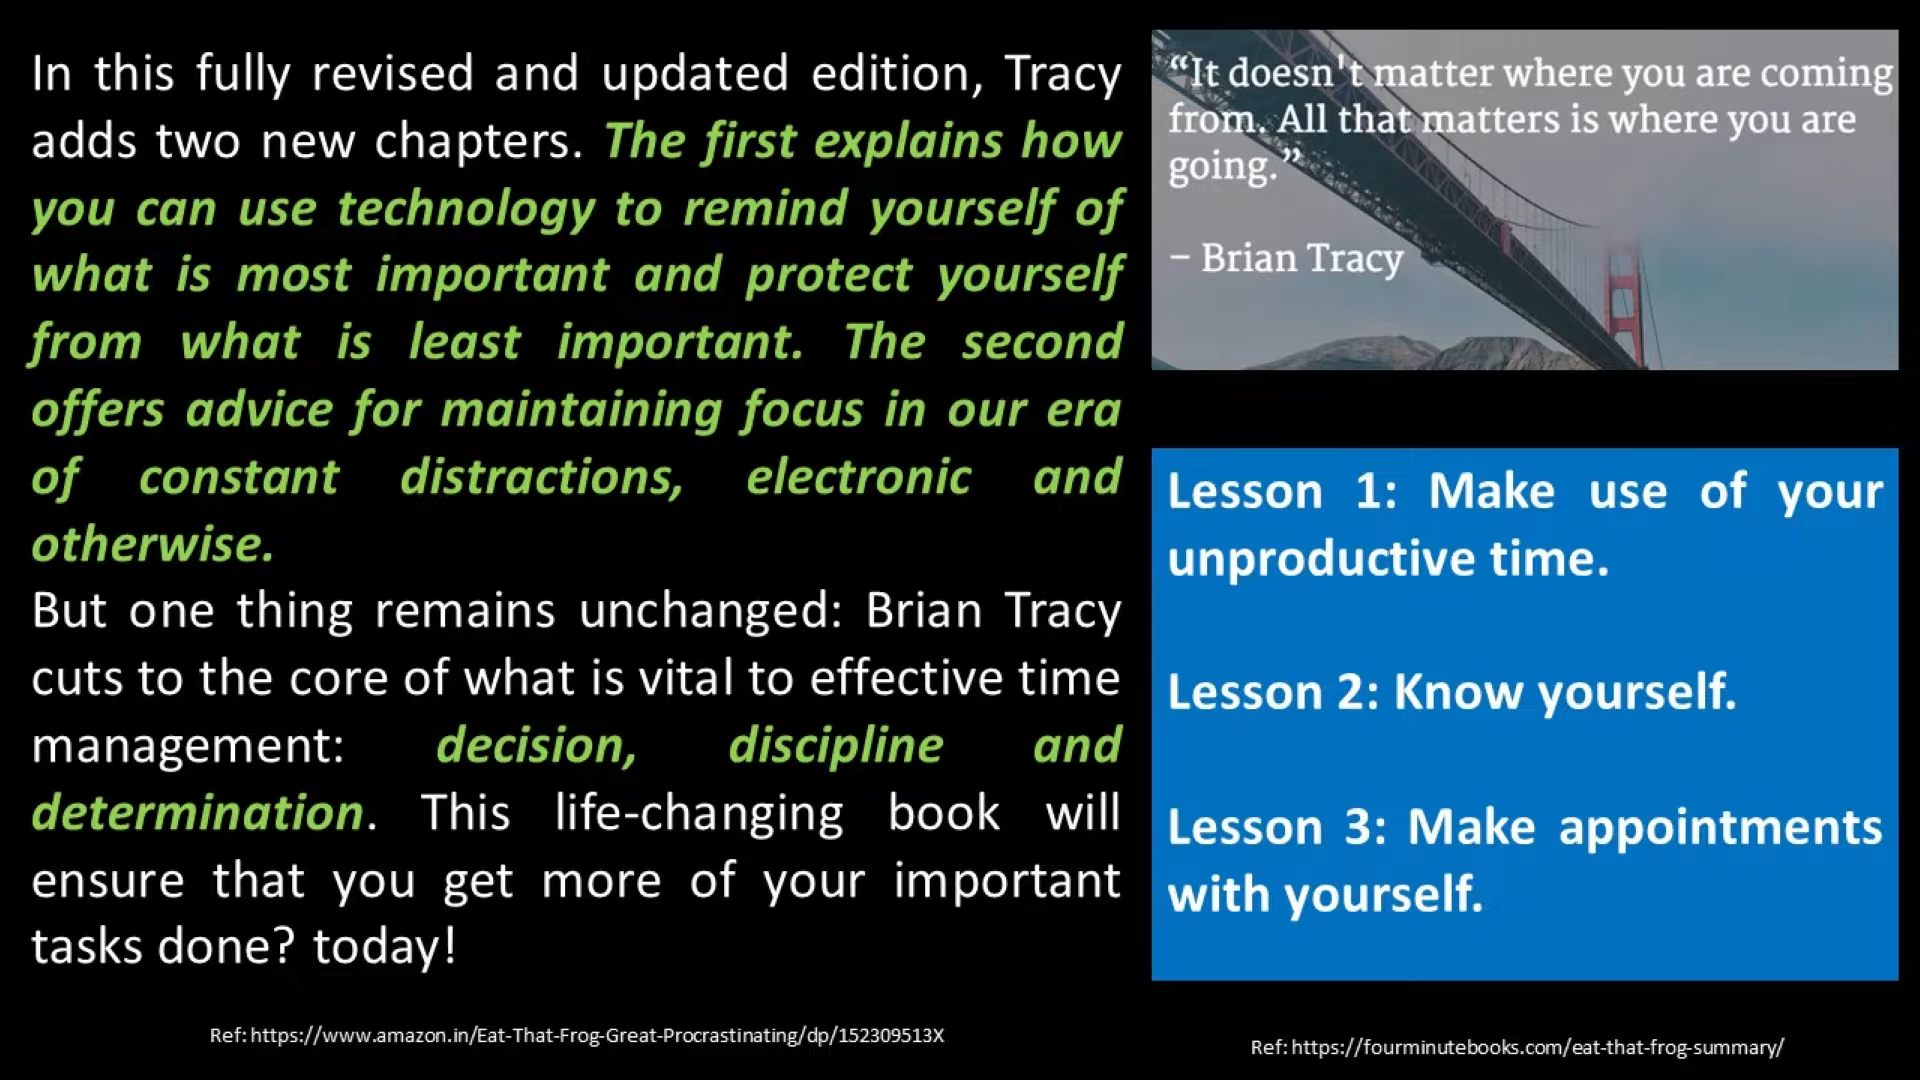 In this fully revised and updated edition, Tracy
adds two new chapters. The first explains how
you can use technology to remind yourself of
what is most important and protect yourself
from what is least important. The second
offers advice for maintaining focus in our era
of constant distractions, electronic and
otherwise.
But one thing remains unchanged: Brian Tracy
cuts to the core of what is vital to effective time
management: decision, discipline and
determination. This life-changing book will
ensure that you get more of your important
tasks done? today!
Ref: https://www.amazon.in/Eat-That-Frog-Great-Procrastinating/dp/152309513X
“It doesn't matter where you are coming
from. All that matters is where you are
going.”
– Brian Tracy
Lesson 1: Make use of your
unproductive time.
Lesson 2: Know yourself.
Lesson 3: Make appointments
with yourself.
Ref: https://fourminutebooks.com/eat-that-frog-summary/